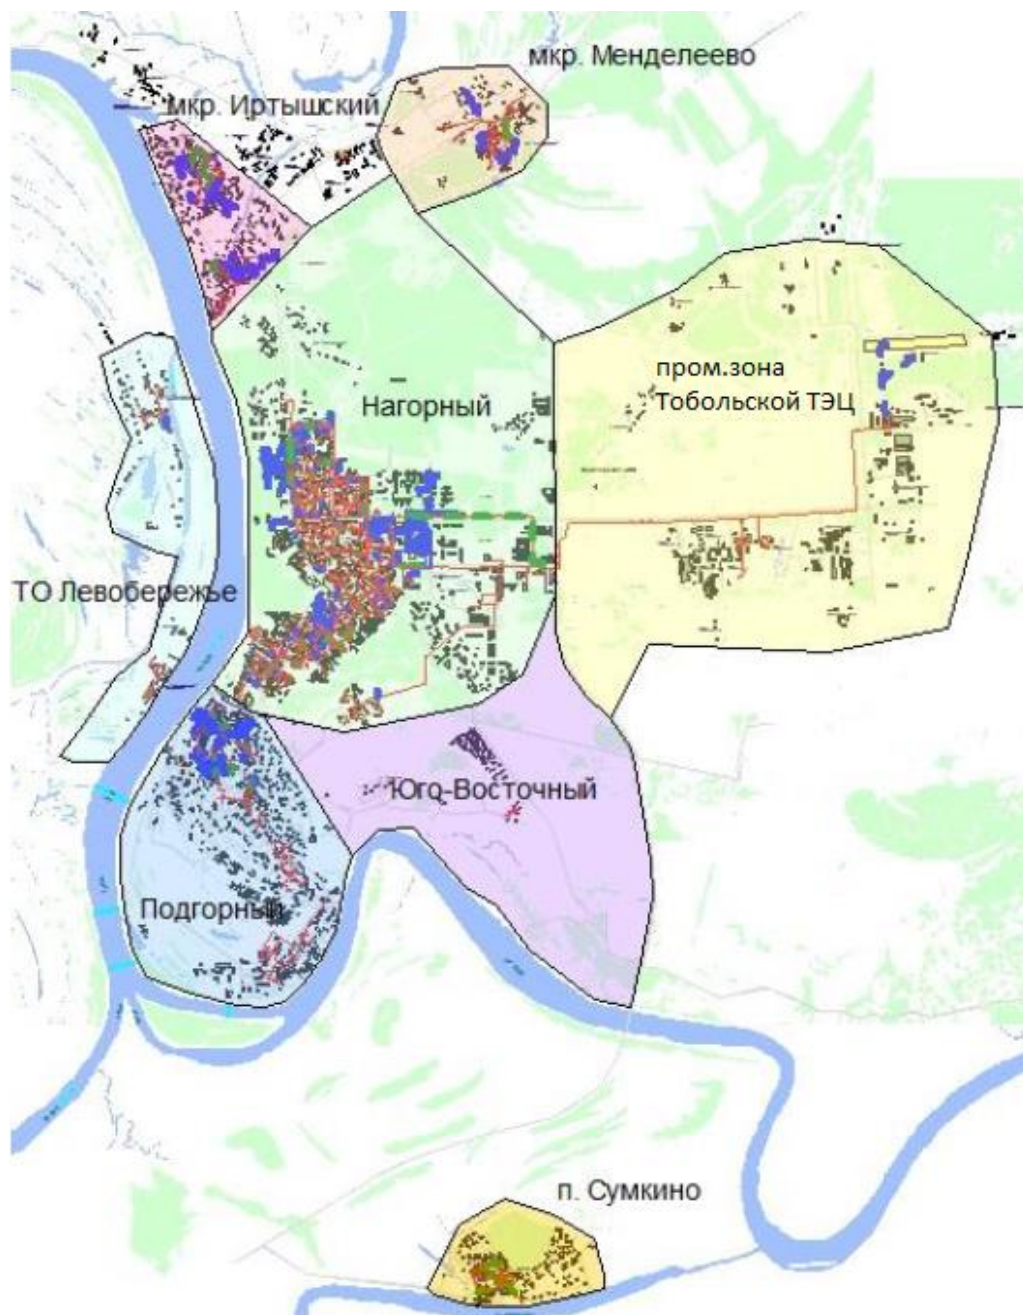 мкр. Менделеево
мкр. Иртышский
пром.зона
Тобольской ТЭЦ
Нагорный
ТО Левобережье
Юго-Восточный
Подгорный
п. Сумкино